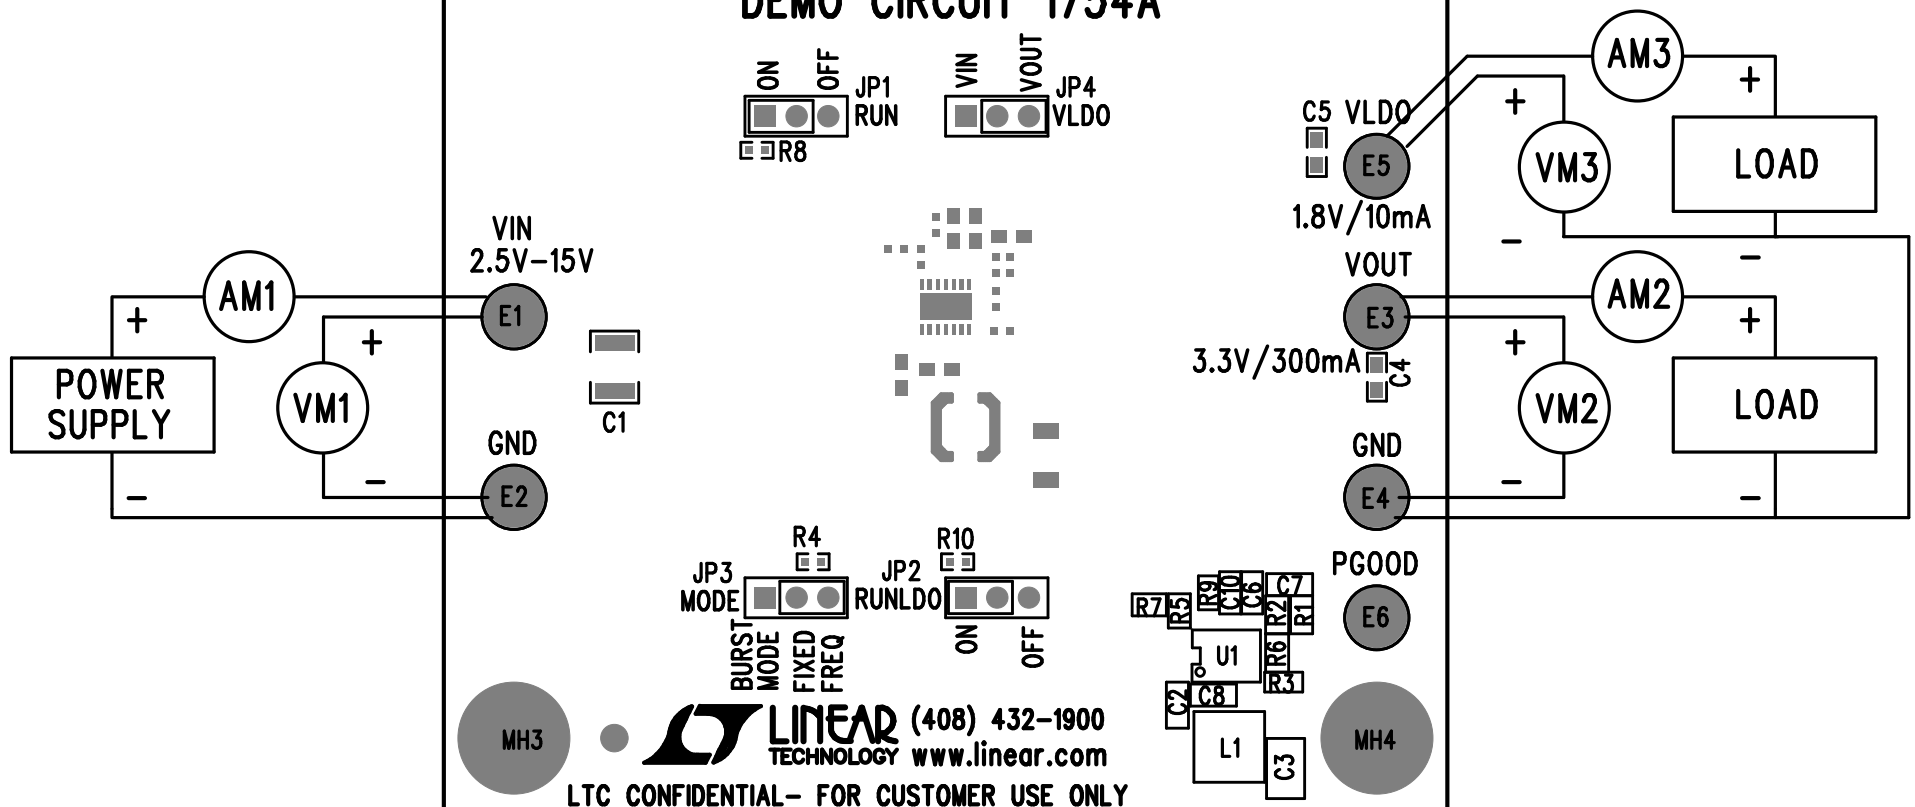 DEMO CIRCUIT 1754A
ON
OFF
JP1
RUN
R8
VIN
VOUT
JP4
VLDO
C5
VLDO
E5
1.8V/10mA
AM3
+
+
VM3
LOAD
-
-
VIN
2.5V-15V
AM1
+
E1
+
POWER
SUPPLY
VM1
C1
GND
-
-
E2
VOUT
AM2
E3
+
+
3.3V/300mA
C4
VM2
LOAD
GND
-
-
E4
R4
R10
JP3
MODE
JP2
RUNLDO
BURST
MODE
FIXED
FREQ
ON
OFF
PGOOD
E6
R7
R5
R9
C10
C6
C7
R2
R1
U1
R6
R3
C2
C8
L1
C3
MH3
MH4
LINEAR
TECHNOLOGY
(408) 432-1900
www.linear.com
LTC CONFIDENTIAL- FOR CUSTOMER USE ONLY